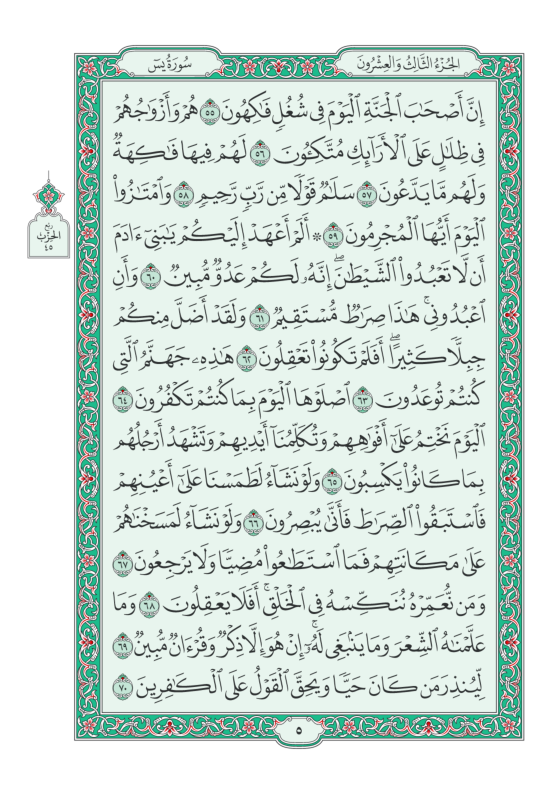 الجُزْءُ الثَّالِثُ وَالعِشْرُونَ
سُورَةُ يسٓ
إِنَّ أَصْحَٰبَ ٱلْجَنَّةِ ٱلْيَوْمَ فِى شُغُلٍ فَٰكِهُونَ ٥٥ هُمْ وَأَزْوَٰجُهُمْ
فِى ظِلَٰلٍ عَلَى ٱلْأَرَآئِكِ مُتَّكِـُٔونَ ٥٦ لَهُمْ فِيهَا فَٰكِهَةٌ
وَلَهُم مَّا يَدَّعُونَ ٥٧ سَلَٰمٌ قَوْلًا مِّن رَّبٍّ رَّحِيمٍ ٥٨ وَٱمْتَٰزُوا۟
ٱلْيَوْمَ أَيُّهَا ٱلْمُجْرِمُونَ ٥٩ ۞ أَلَمْ أَعْهَدْ إِلَيْكُمْ يَٰبَنِىٓ ءَادَمَ
أَن لَّا تَعْبُدُوا۟ ٱلشَّيْطَٰنَ ۖ إِنَّهُۥ لَكُمْ عَدُوٌّ مُّبِينٌ ٦٠ وَأَنِ
ٱعْبُدُونِى ۚ هَٰذَا صِرَٰطٌ مُّسْتَقِيمٌ ٦١ وَلَقَدْ أَضَلَّ مِنكُمْ
جِبِلًّا كَثِيرًا ۖ أَفَلَمْ تَكُونُوا۟ تَعْقِلُونَ ٦٢ هَٰذِهِۦ جَهَنَّمُ ٱلَّتِى
كُنتُمْ تُوعَدُونَ ٦٣ ٱصْلَوْهَا ٱلْيَوْمَ بِمَا كُنتُمْ تَكْفُرُونَ ٦٤
ٱلْيَوْمَ نَخْتِمُ عَلَىٰٓ أَفْوَٰهِهِمْ وَتُكَلِّمُنَآ أَيْدِيهِمْ وَتَشْهَدُ أَرْجُلُهُم
بِمَا كَانُوا۟ يَكْسِبُونَ ٦٥ وَلَوْ نَشَآءُ لَطَمَسْنَا عَلَىٰٓ أَعْيُنِهِمْ
فَٱسْتَبَقُوا۟ ٱلصِّرَٰطَ فَأَنَّىٰ يُبْصِرُونَ ٦٦ وَلَوْ نَشَآءُ لَمَسَخْنَٰهُمْ
عَلَىٰ مَكَانَتِهِمْ فَمَا ٱسْتَطَٰعُوا۟ مُضِيًّا وَلَا يَرْجِعُونَ ٦٧
وَمَن نُّعَمِّرْهُ نُنَكِّسْهُ فِى ٱلْخَلْقِ ۖ أَفَلَا يَعْقِلُونَ ٦٨ وَمَا
عَلَّمْنَٰهُ ٱلشِّعْرَ وَمَا يَنۢبَغِى لَهُۥٓ ۚ إِنْ هُوَ إِلَّا ذِكْرٌ وَقُرْءَانٌ مُّبِينٌ ٦٩
لِّيُنذِرَ مَن كَانَ حَيًّا وَيَحِقَّ ٱلْقَوْلُ عَلَى ٱلْكَٰفِرِينَ ٧٠
ربع
الحزب
٤٥
٥